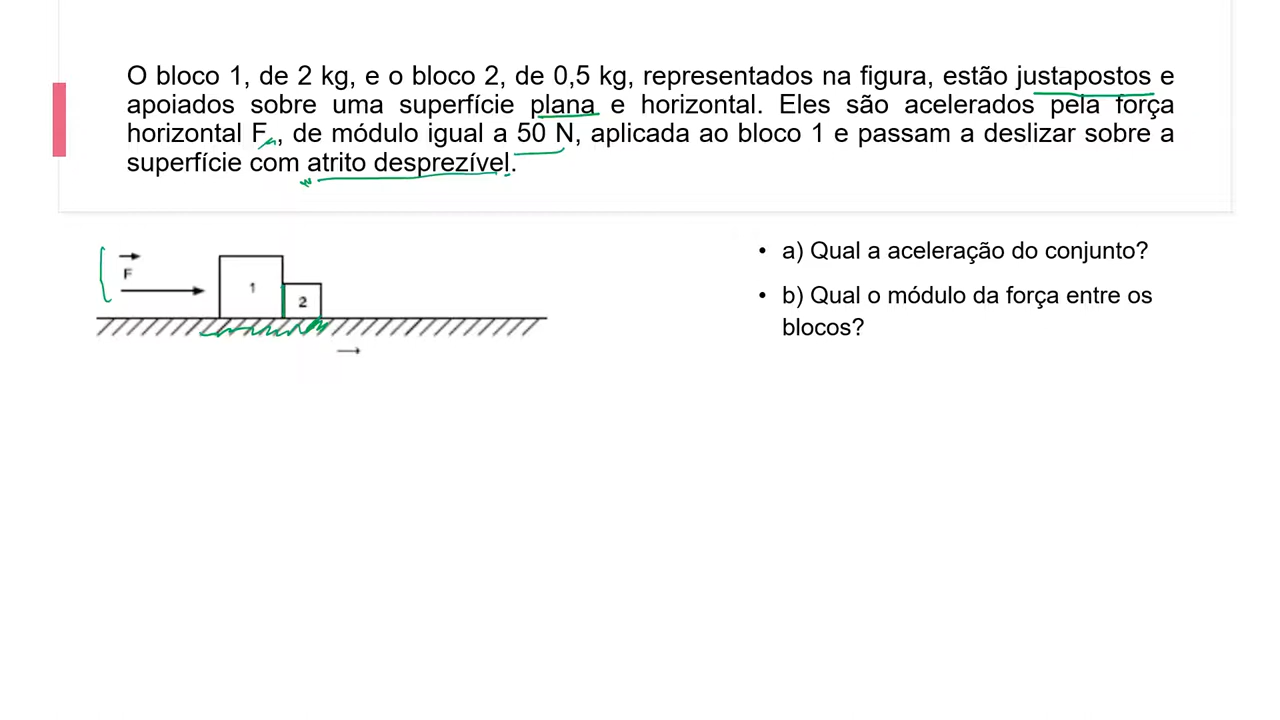 O bloco 1, de 2 kg, e o bloco 2, de 0,5 kg, representados na figura, estão justapostos e
apoiados sobre uma superfície plana e horizontal. Eles são acelerados pela força
horizontal F, de módulo igual a 50 N, aplicada ao bloco 1 e passam a deslizar sobre a
superfície com atrito desprezível.
F
1
2
• a) Qual a aceleração do conjunto?
• b) Qual o módulo da força entre os
blocos?